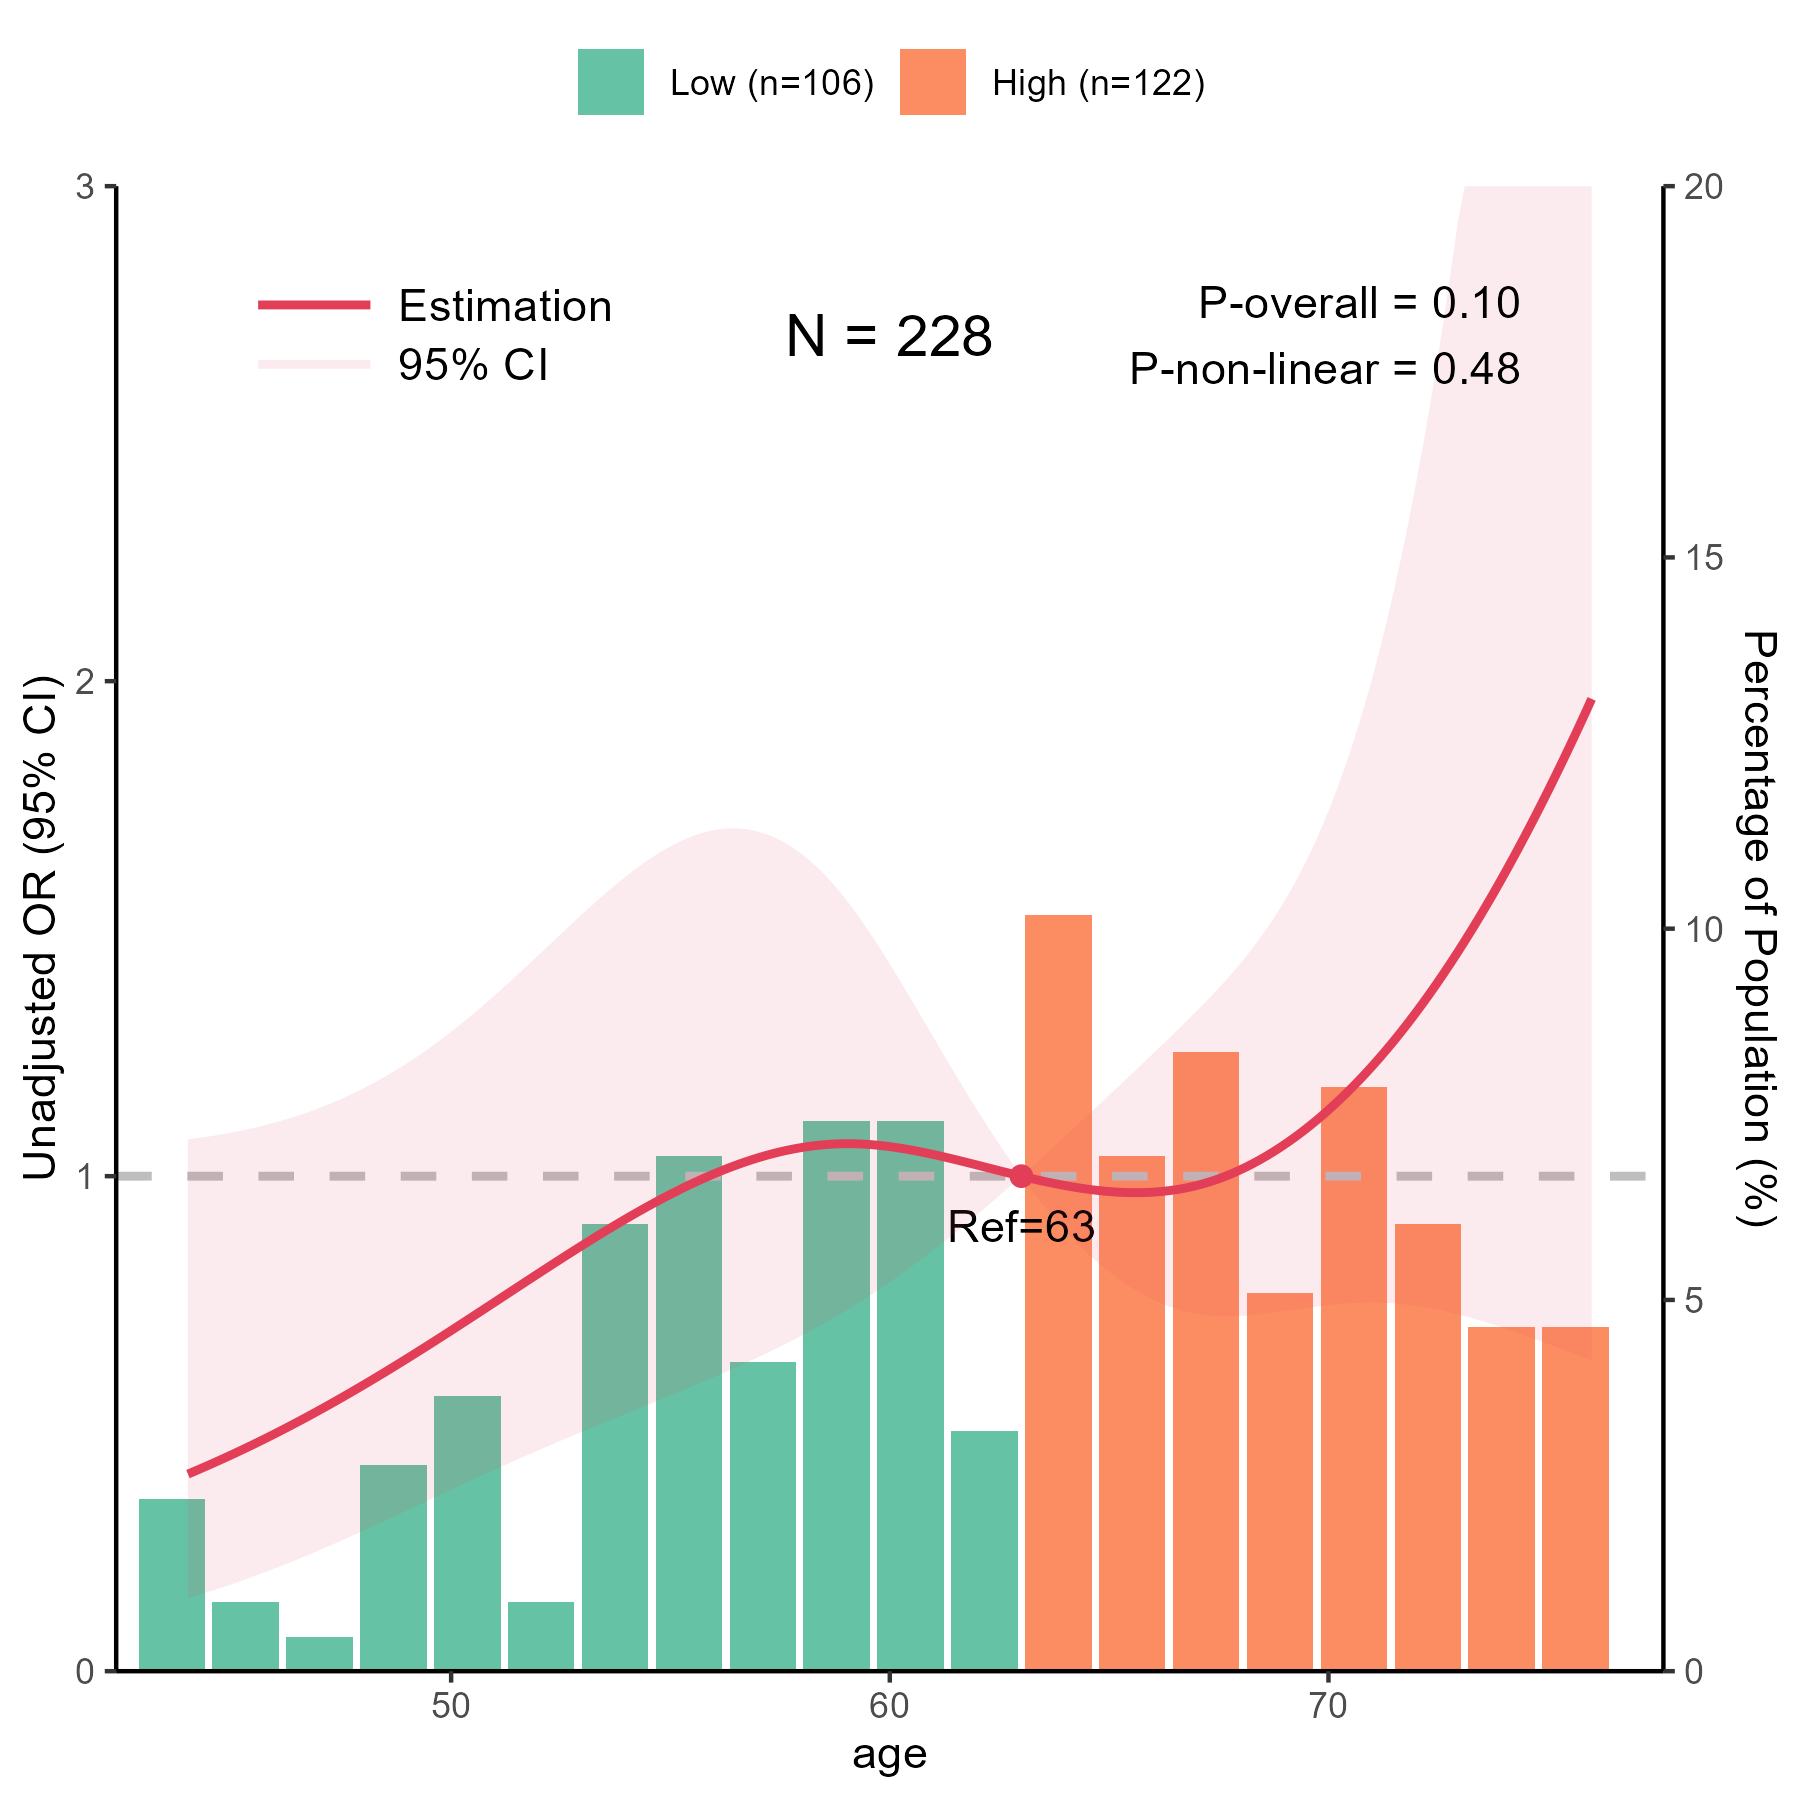 Low (n=106)
High (n=122)
3
2
1
0
Unadjusted OR (95% CI)
Estimation
95% CI
N = 228
P-overall = 0.10
P-non-linear = 0.48
Ref=63
20
15
10
5
0
Percentage of Population (%)
50
60
70
age